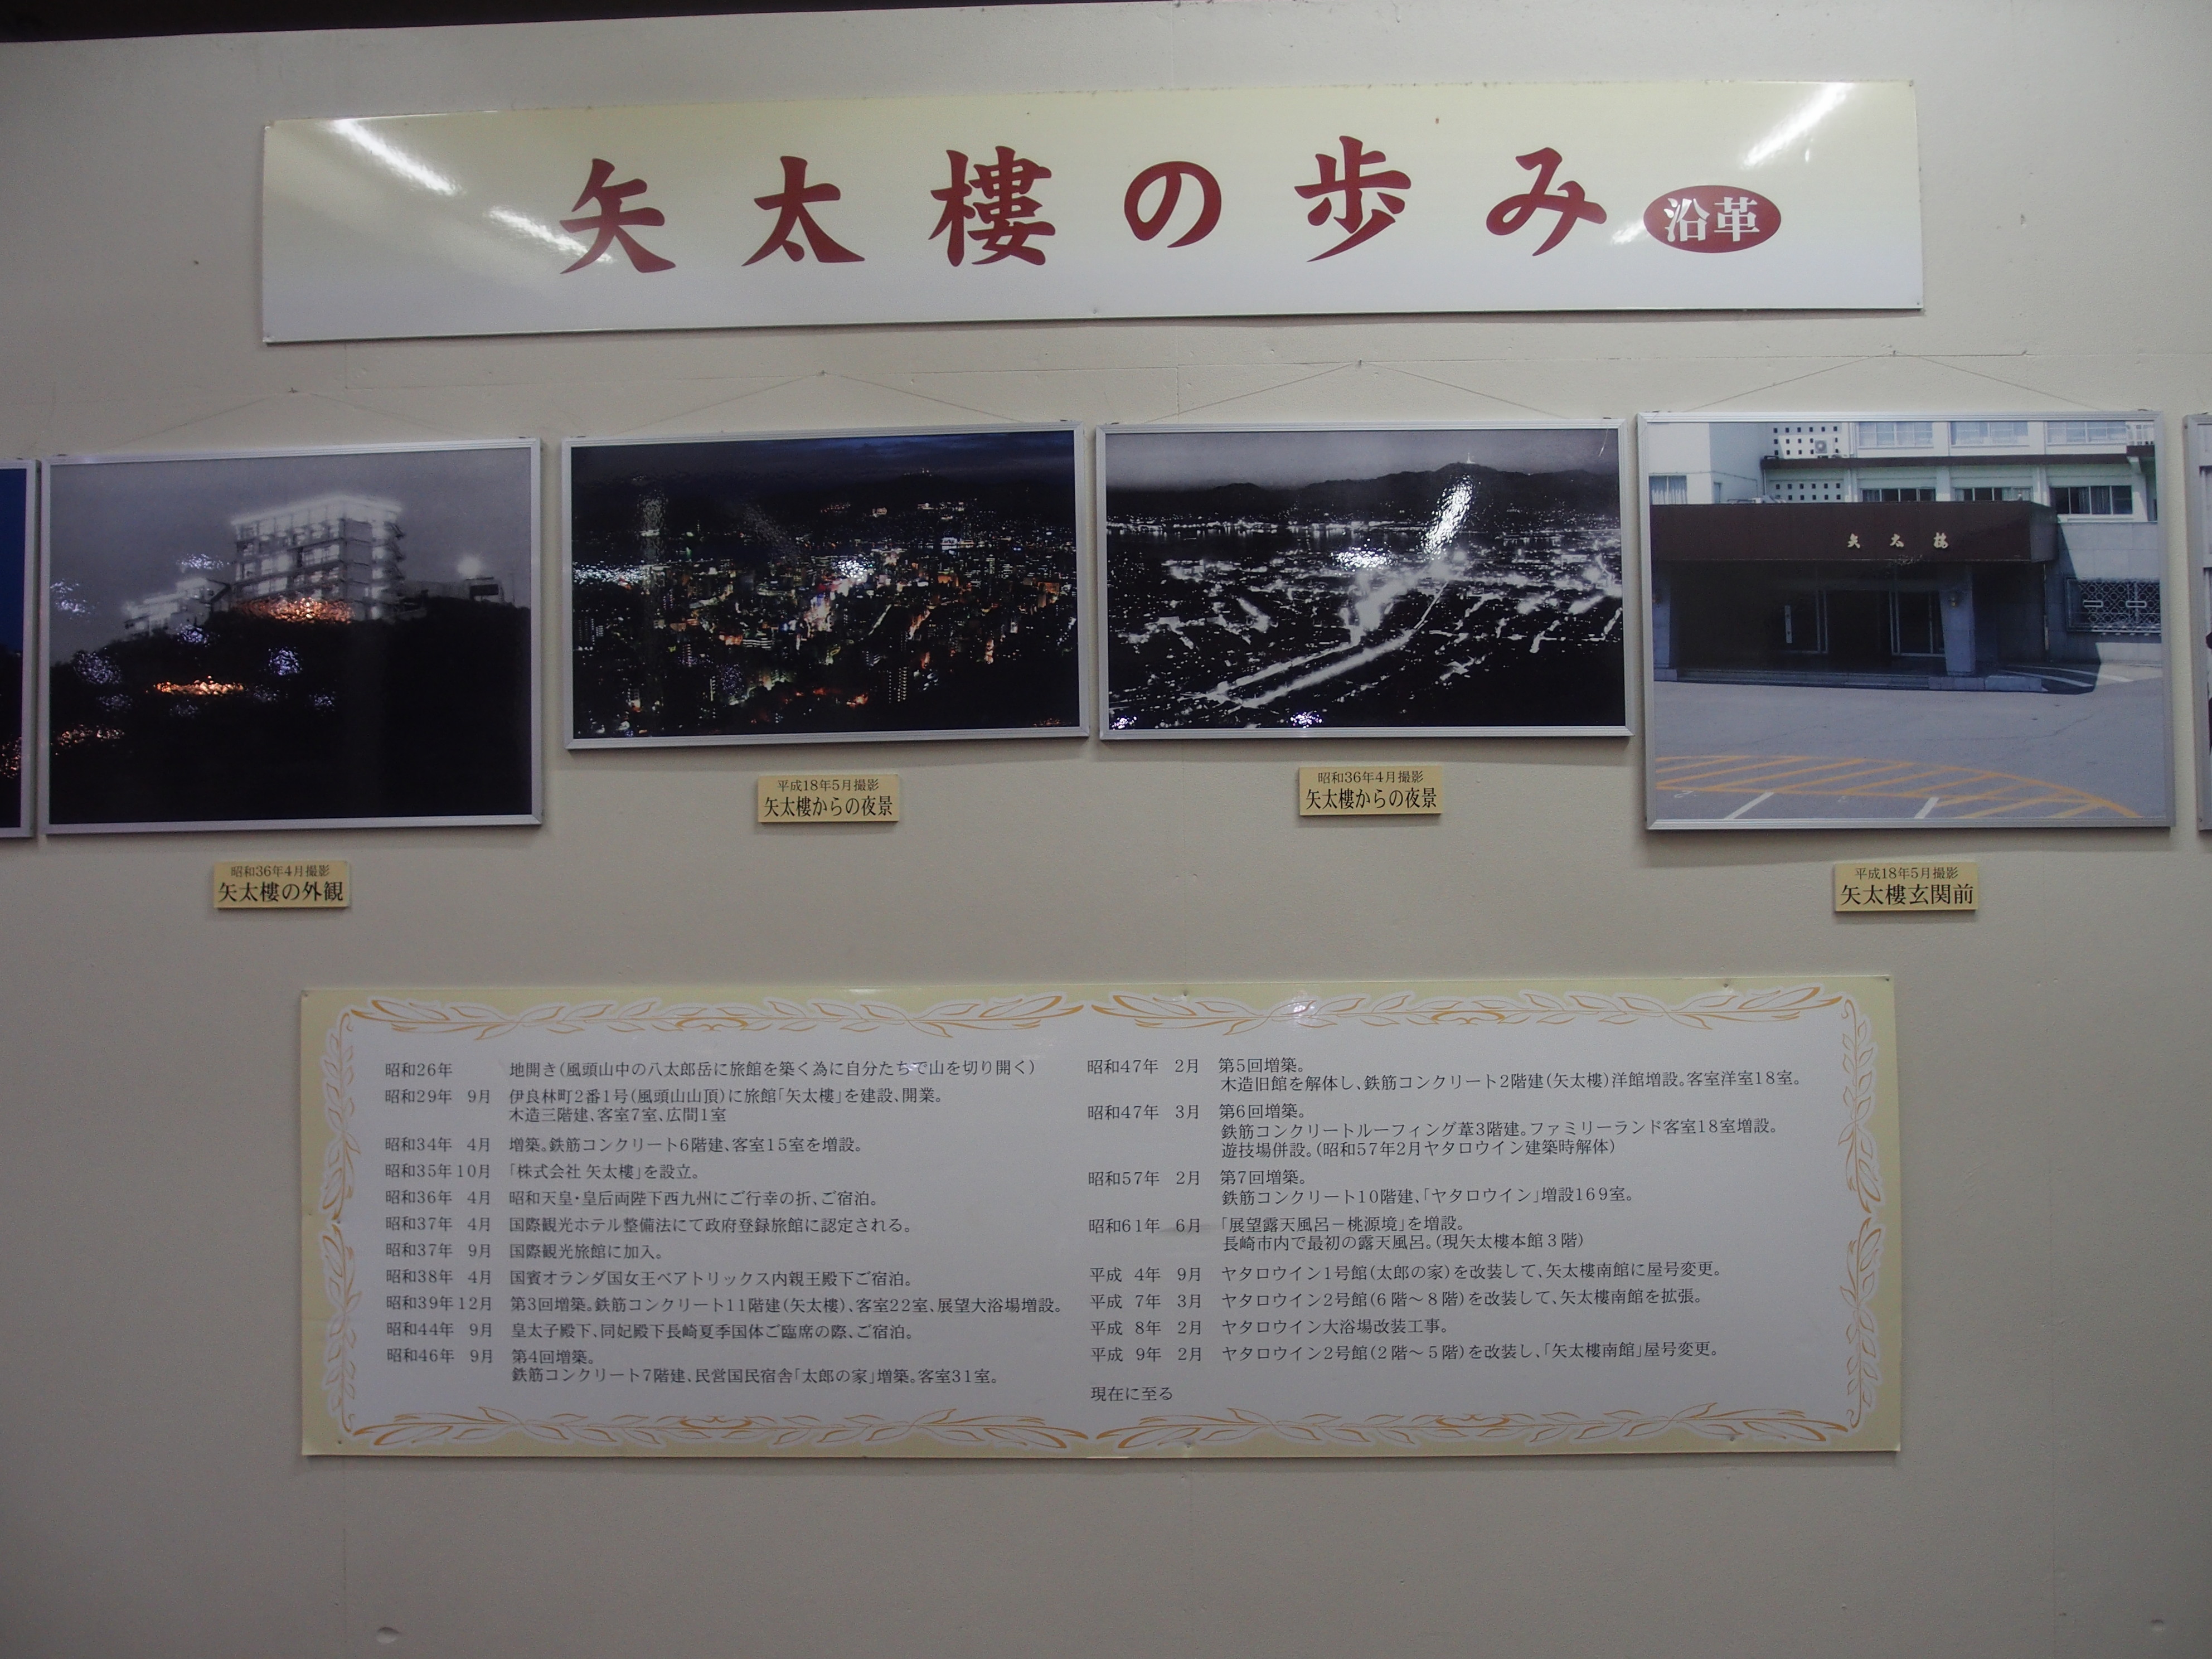 矢太樓の歩み 沿革
矢太樓
平成18年5月撮影
矢太樓からの夜景
昭和36年4月撮影
矢太樓からの夜景
昭和36年4月撮影
矢太樓の外観
平成18年5月撮影
矢太樓玄関前
昭和26年 地開き(風頭山中の八太郎岳に旅館を築く為に自分たちで山を切り開く)
昭和29年 9月 伊良林町2番1号(風頭山山頂)に旅館「矢太樓」を建設、開業。
木造三階建、客室7室、広間1室
昭和34年 4月 増築。鉄筋コンクリート6階建、客室15室を増設。
昭和35年10月 「株式会社 矢太樓」を設立。
昭和36年 4月 昭和天皇・皇后両陛下西九州にご行幸の折、ご宿泊。
昭和37年 4月 国際観光ホテル整備法にて政府登録旅館に認定される。
昭和37年 9月 国際観光旅館に加入。
昭和38年 4月 国賓オランダ国女王ベアトリックス内親王殿下ご宿泊。
昭和39年12月 第3回増築。鉄筋コンクリート11階建(矢太樓)、客室22室、展望大浴場増設。
昭和44年 9月 皇太子殿下、同妃殿下長崎夏季国体ご臨席の際、ご宿泊。
昭和46年 9月 第4回増築。
鉄筋コンクリート7階建、民営国民宿舎「太郎の家」増築。客室31室。
昭和47年 2月 第5回増築。
木造旧館を解体し、鉄筋コンクリート2階建(矢太樓)洋館増設。客室洋室18室。
昭和47年 3月 第6回増築。
鉄筋コンクリートルーフィング葺3階建。ファミリーランド客室18室増設。
遊技場併設。(昭和57年2月ヤタロウイン建築時解体)
昭和57年 2月 第7回増築。
鉄筋コンクリート10階建、「ヤタロウイン」増設169室。
昭和61年 6月 「展望露天風呂－桃源境」を増設。
長崎市内で最初の露天風呂。(現矢太樓本館3階)
平成 4年 9月 ヤタロウイン1号館(太郎の家)を改装して、矢太樓南館に屋号変更。
平成 7年 3月 ヤタロウイン2号館(6階～8階)を改装して、矢太樓南館を拡張。
平成 8年 2月 ヤタロウイン大浴場改装工事。
平成 9年 2月 ヤタロウイン2号館(2階～5階)を改装し、「矢太樓南館」屋号変更。
現在に至る